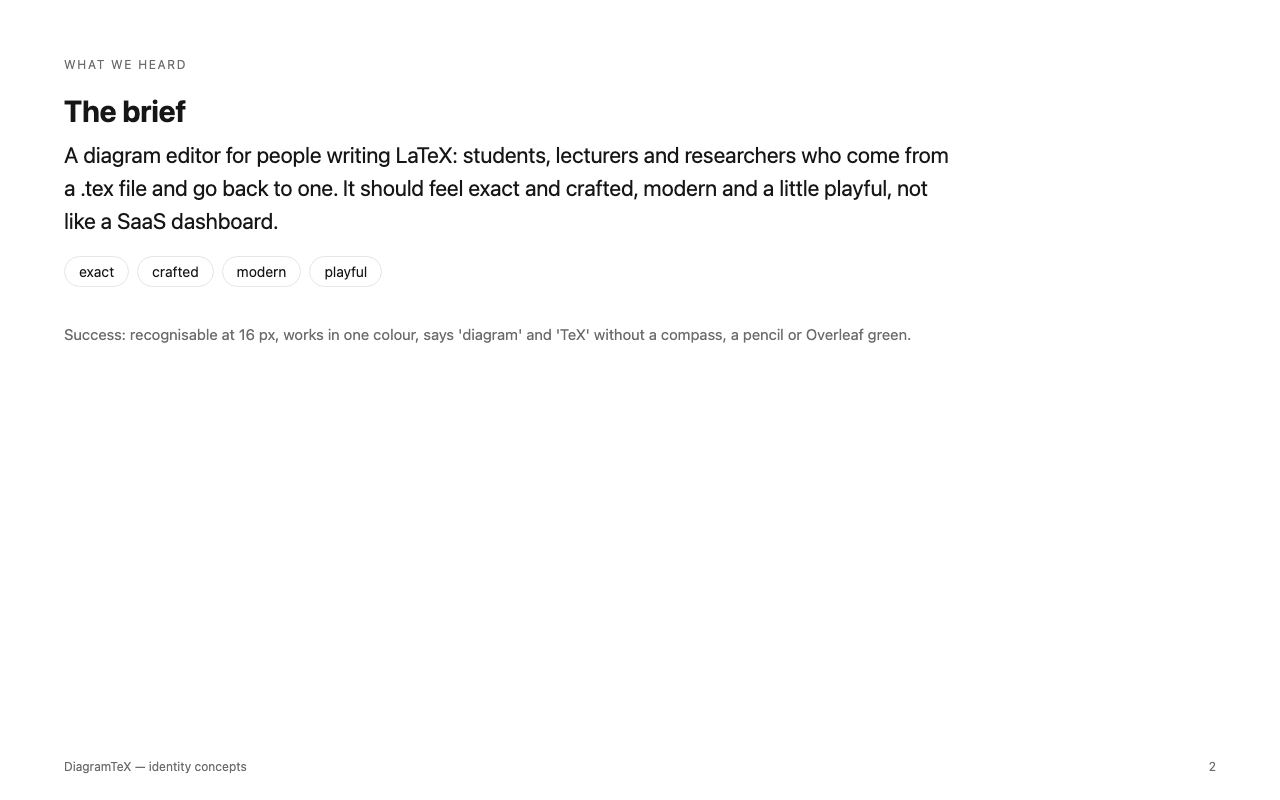 WHAT WE HEARD
The brief
A diagram editor for people writing LaTeX: students, lecturers and researchers who come from
a .tex file and go back to one. It should feel exact and crafted, modern and a little playful, not
like a SaaS dashboard.
exact crafted modern playful
Success: recognisable at 16 px, works in one colour, says 'diagram' and 'TeX' without a compass, a pencil or Overleaf green.
DiagramTeX — identity concepts 2